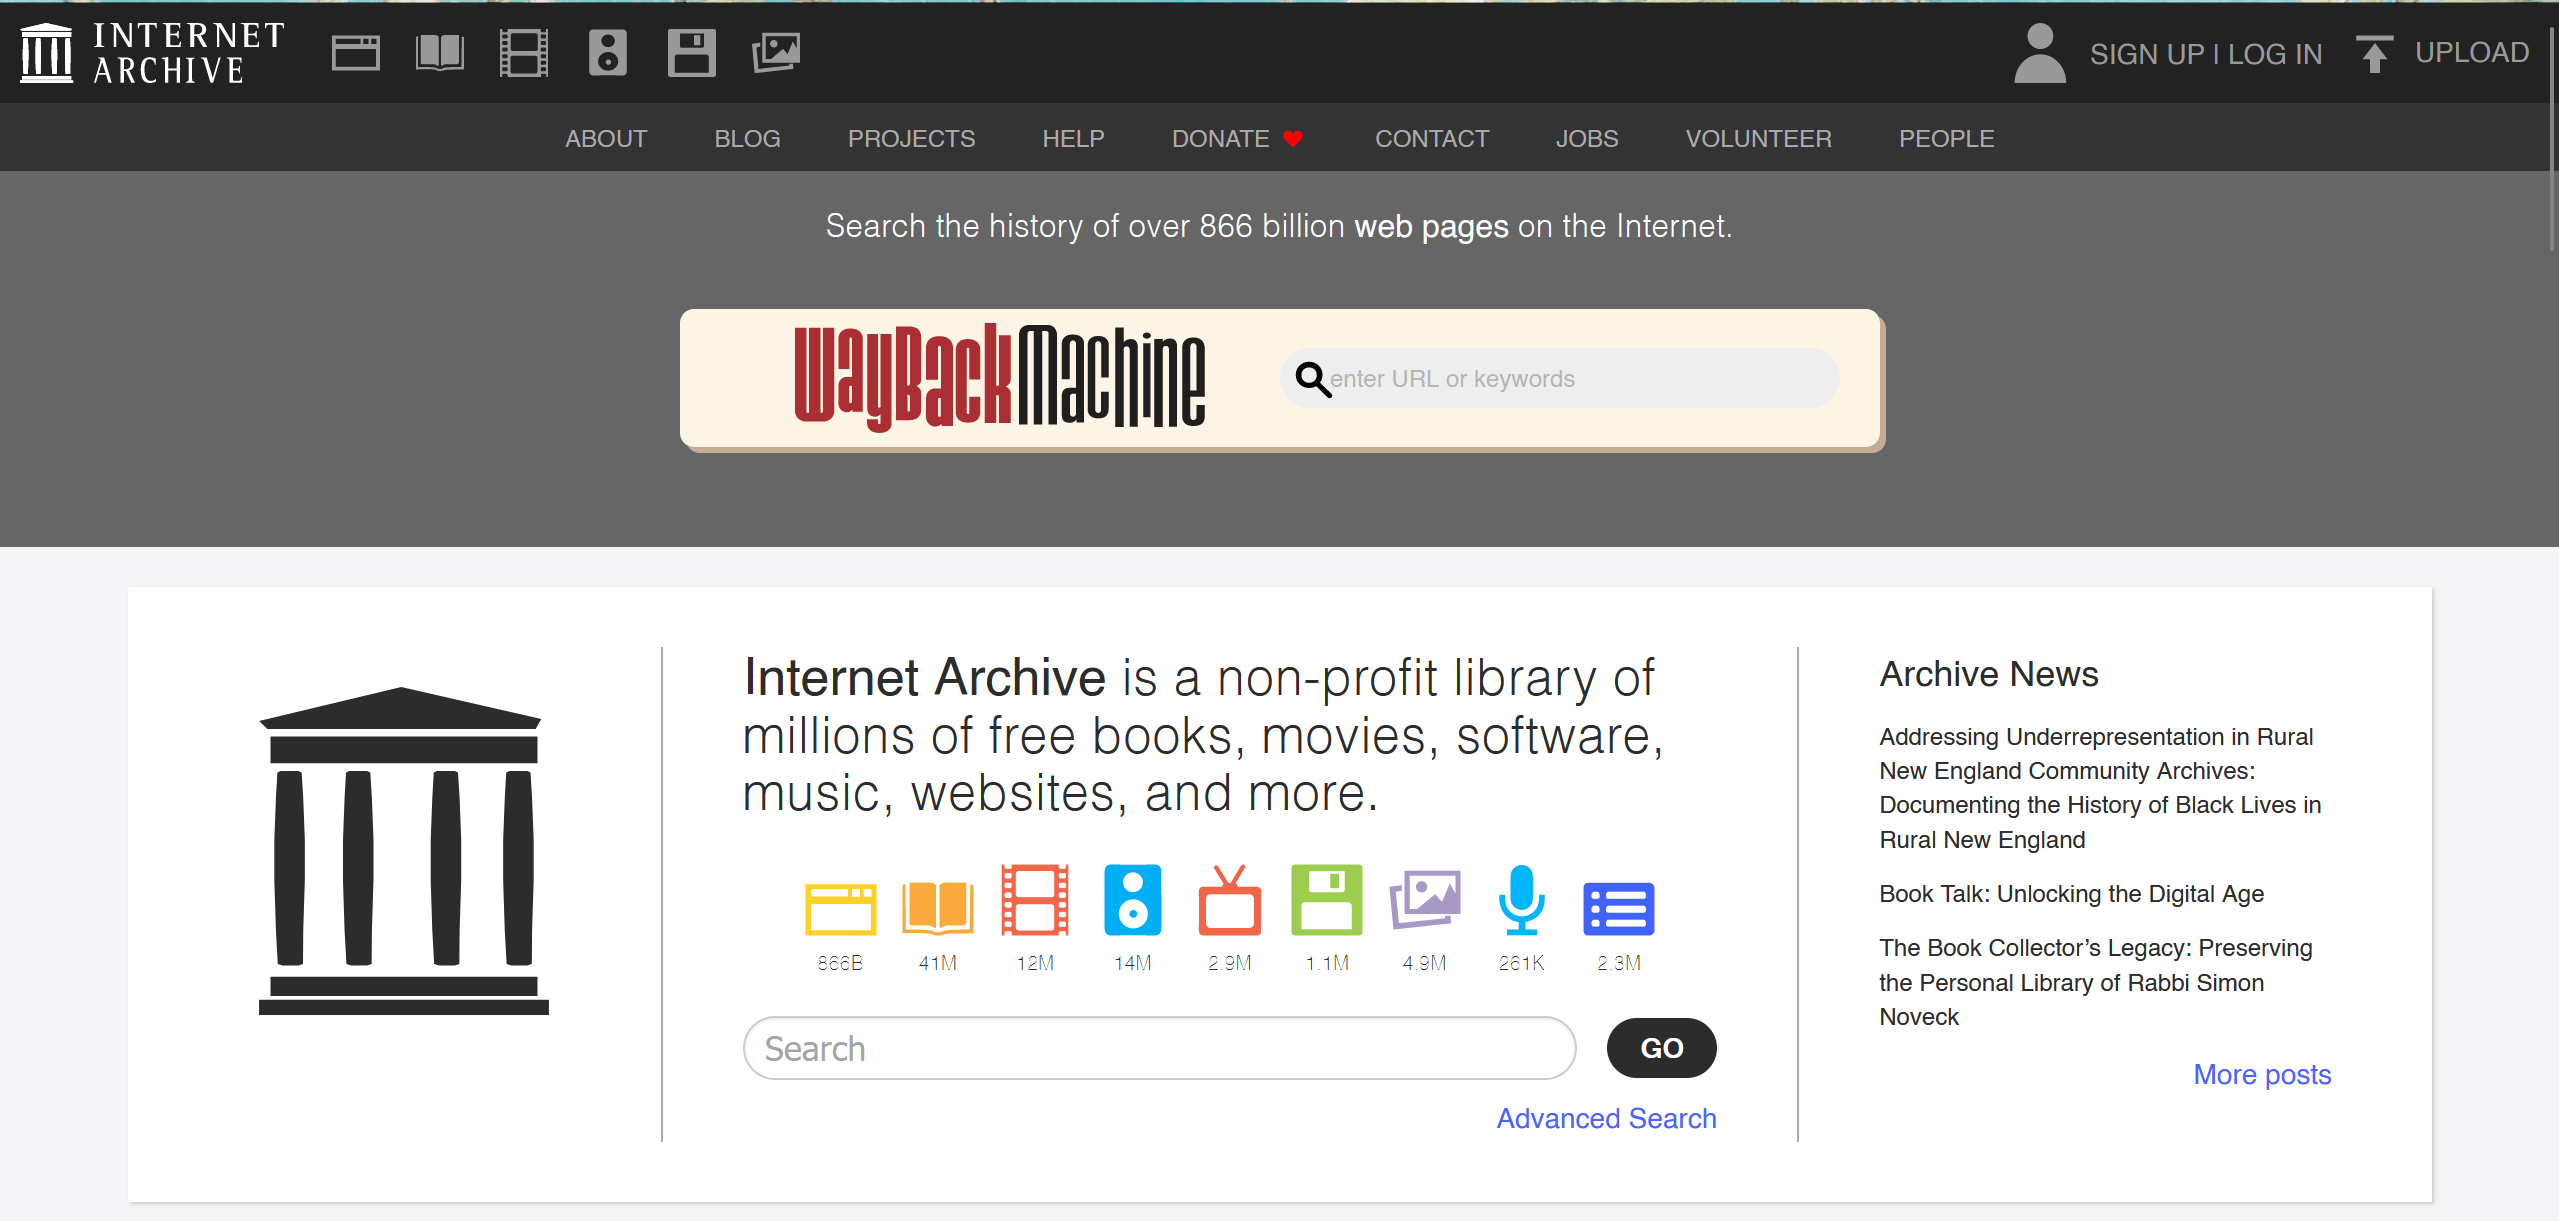 INTERNET
ARCHIVE
SIGN UP | LOG IN
UPLOAD
ABOUT
BLOG
PROJECTS
HELP
DONATE
CONTACT
JOBS
VOLUNTEER
PEOPLE
Search the history of over 866 billion web pages on the Internet.
WayBackMachine
enter URL or keywords
Internet Archive is a non-profit library of
millions of free books, movies, software,
music, websites, and more.
866B
41M
12M
14M
2.9M
1.1M
4.9M
261K
2.3M
Search
GO
Advanced Search
Archive News
Addressing Underrepresentation in Rural
New England Community Archives:
Documenting the History of Black Lives in
Rural New England
Book Talk: Unlocking the Digital Age
The Book Collector’s Legacy: Preserving
the Personal Library of Rabbi Simon
Noveck
More posts